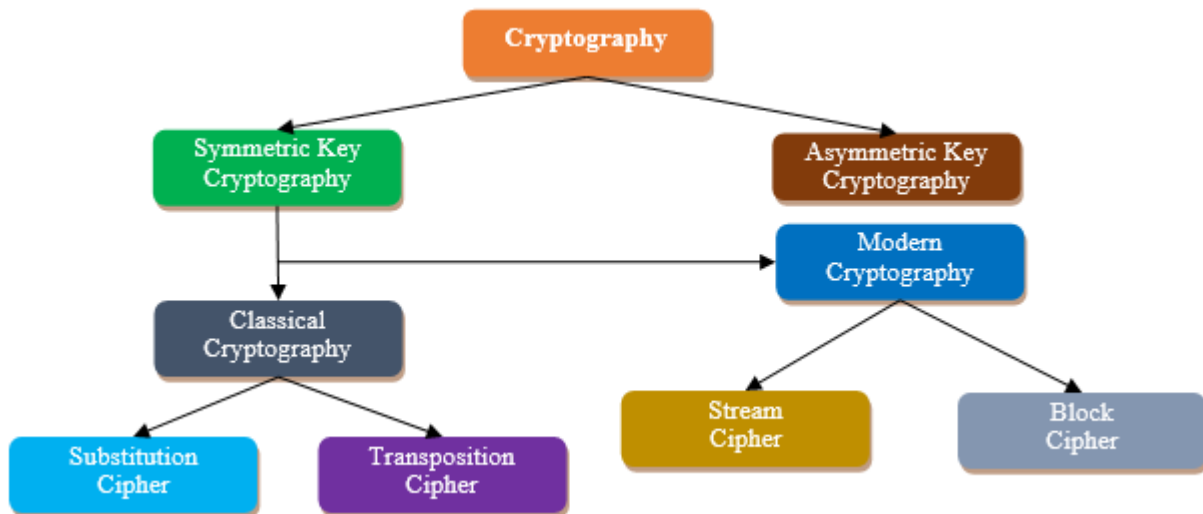 Cryptography
Symmetric Key
Cryptography
Asymmetric Key
Cryptography
Modern
Cryptography
Classical
Cryptography
Stream
Cipher
Block
Cipher
Substitution
Cipher
Transposition
Cipher